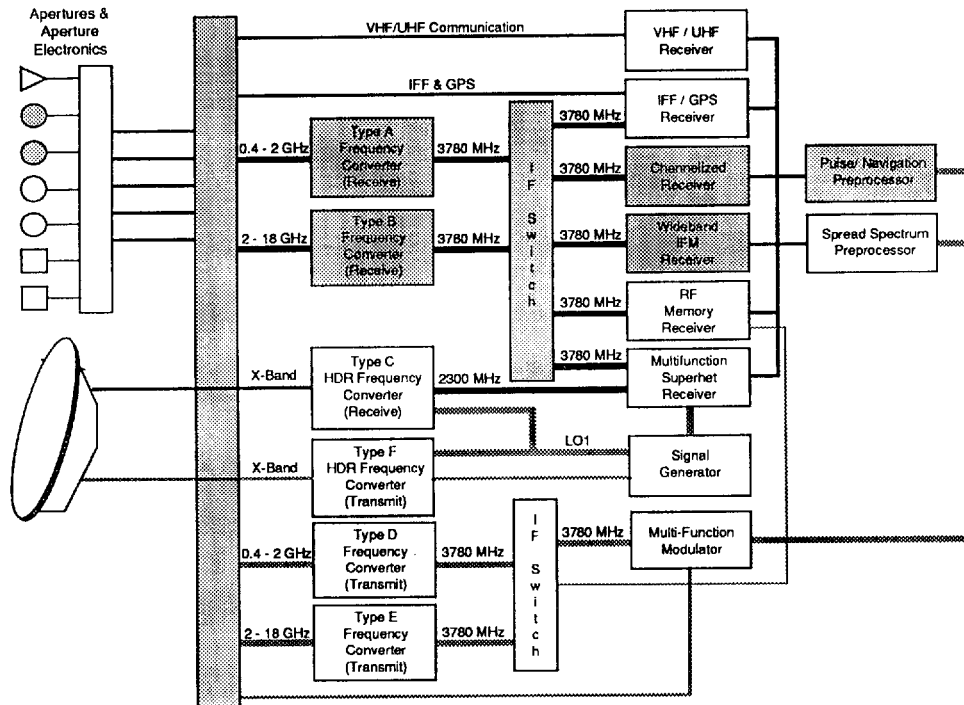 Apertures &
Aperture
Electronics
VHF/UHF Communication
VHF / UHF
Receiver
IFF & GPS
IFF / GPS
Receiver
0.4 - 2 GHz
Type A
Frequency
Converter
(Receive)
3780 MHz
IF Switch
3780 MHz
3780 MHz
Channelized
Receiver
Pulse/ Navigation
Preprocessor
2 - 18 GHz
Type B
Frequency
Converter
(Receive)
3780 MHz
3780 MHz
Wideband
IFM
Receiver
Spread Spectrum
Preprocessor
3780 MHz
RF
Memory
Receiver
3780 MHz
X-Band
Type C
HDR Frequency
Converter
(Receive)
2300 MHz
Multifunction
Superhet
Receiver
X-Band
Type F
HDR Frequency
Converter
(Transmit)
LO1
Signal
Generator
0.4 - 2 GHz
Type D
Frequency
Converter
(Transmit)
3780 MHz
IF Switch
3780 MHz
Multi-Function
Modulator
2 - 18 GHz
Type E
Frequency
Converter
(Transmit)
3780 MHz